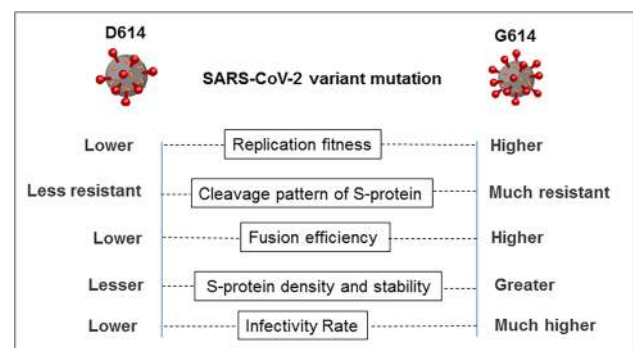 D614
G614
SARS-CoV-2 variant mutation
Lower
Replication fitness
Higher
Less resistant
Cleavage pattern of S-protein
Much resistant
Lower
Fusion efficiency
Higher
Lesser
S-protein density and stability
Greater
Lower
Infectivity Rate
Much higher